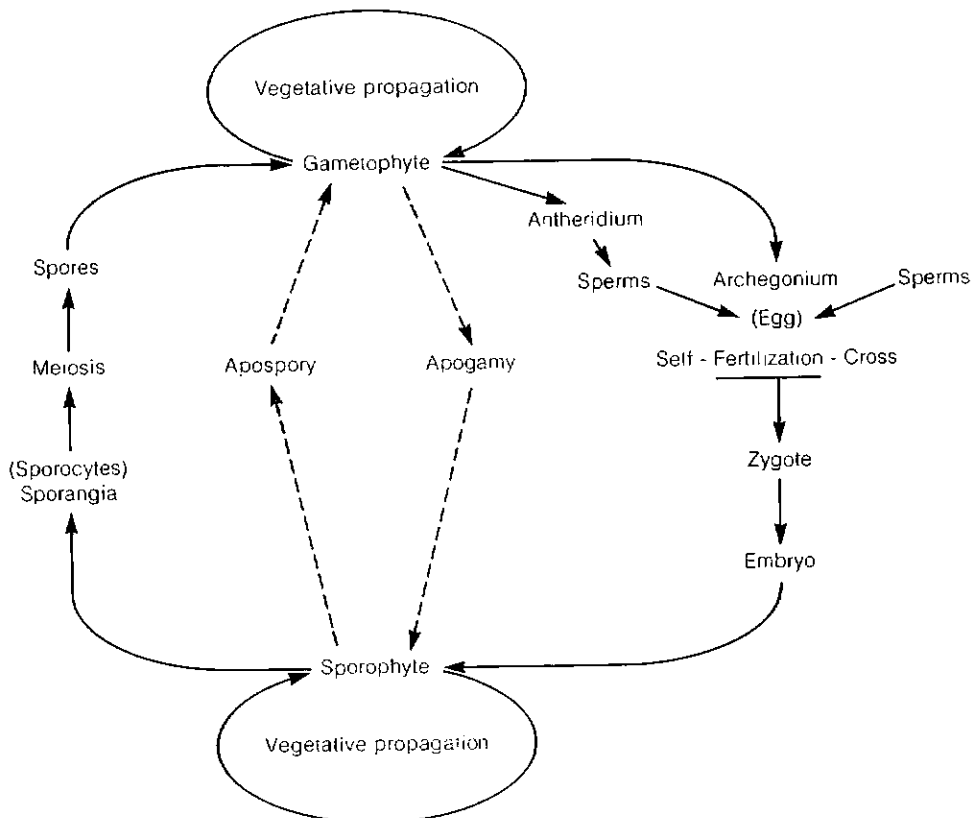 Vegetative propagation
Gametophyte
Antheridium
Spores
Sperms
Archegonium
Sperms
(Egg)
Meiosis
Apospory
Apogamy
Self - Fertilization - Cross
(Sporocytes)
Sporangia
Zygote
Embryo
Sporophyte
Vegetative propagation